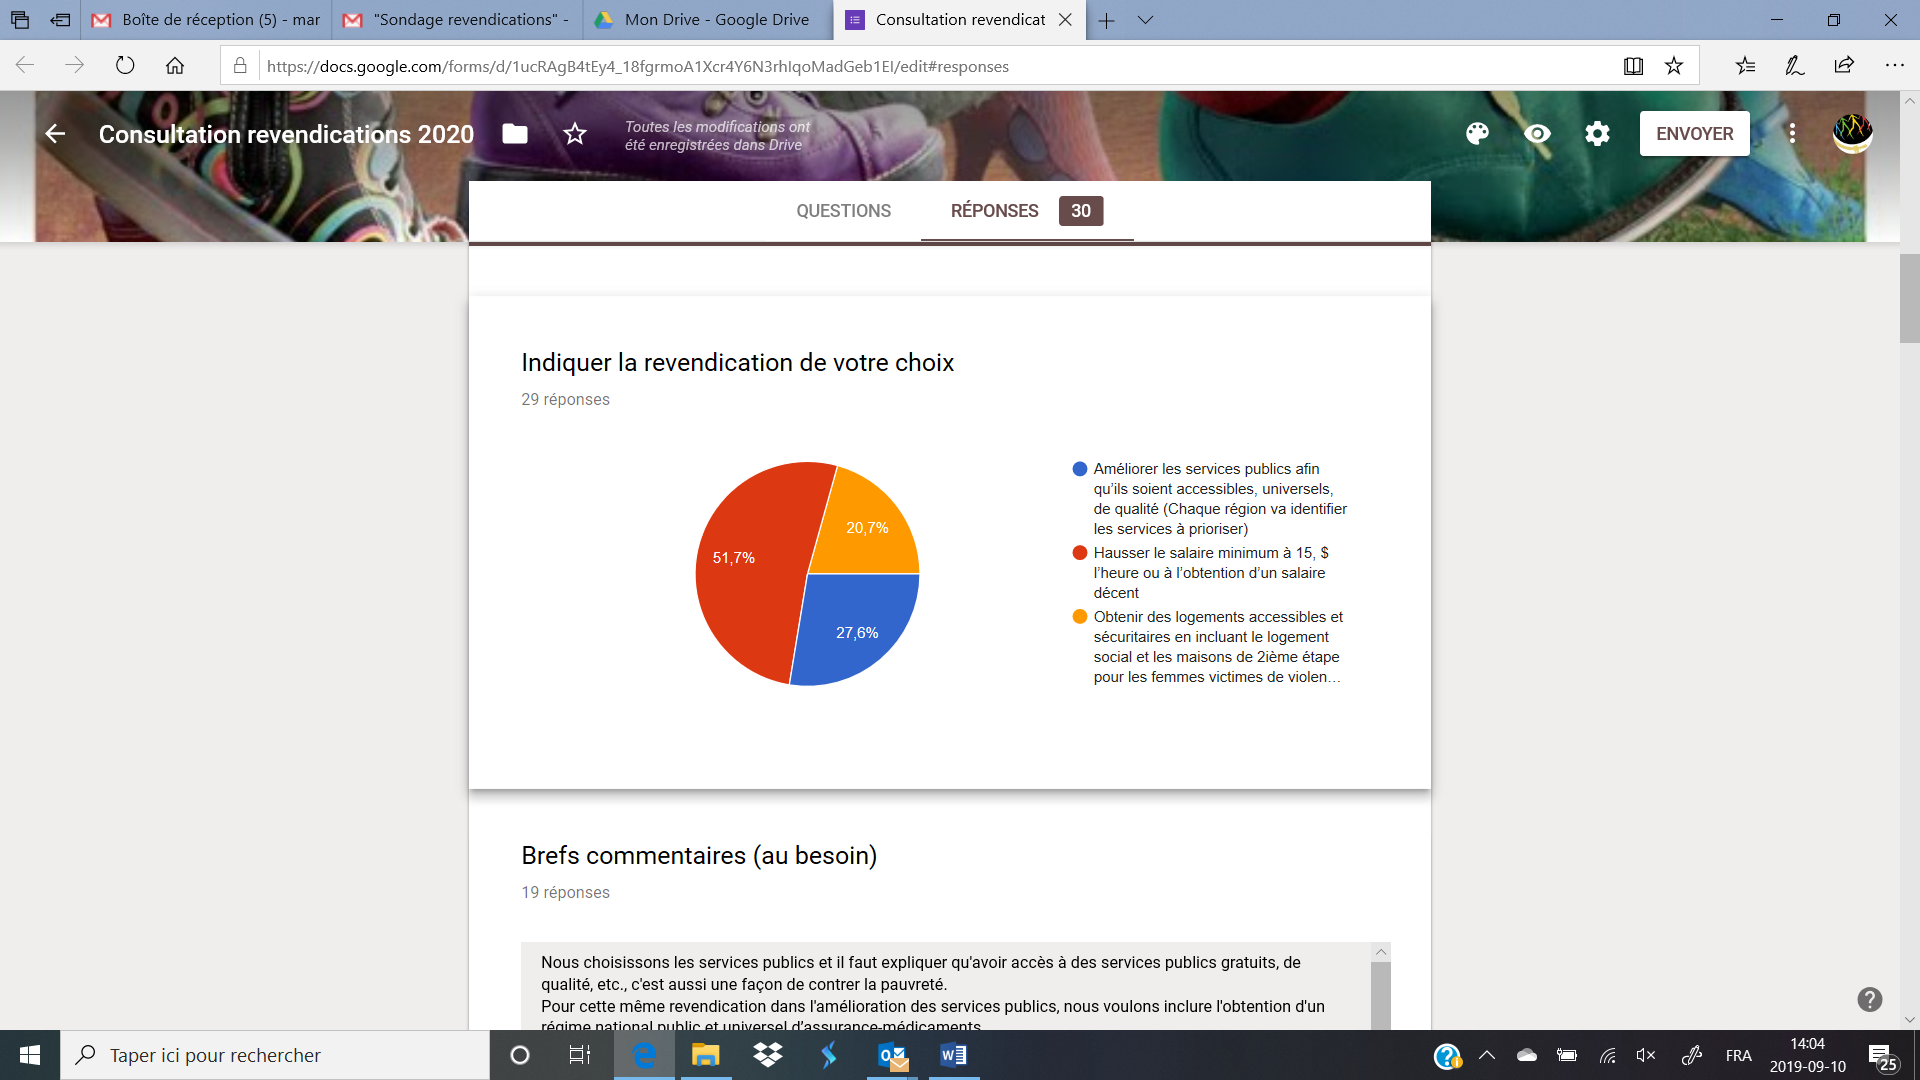 Boîte de réception (5) - mar
"Sondage revendications" -
Mon Drive - Google Drive
Consultation revendicat
https://docs.google.com/forms/d/1ucRAgB4tEy4_18fgrmoA1Xcr4Y6N3rhIqoMadGeb1EI/edit#responses
Consultation revendications 2020
Toutes les modifications ont
été enregistrées dans Drive
ENVOYER
QUESTIONS
RÉPONSES 30
Indiquer la revendication de votre choix
29 réponses
20,7%
51,7%
27,6%
Améliorer les services publics afin
qu’ils soient accessibles, universels,
de qualité (Chaque région va identifier
les services à prioriser)
Hausser le salaire minimum à 15, $
l’heure ou à l’obtention d’un salaire
décent
Obtenir des logements accessibles et
sécuritaires en incluant le logement
social et les maisons de 2ième étape
pour les femmes victimes de violen…
Brefs commentaires (au besoin)
19 réponses
Nous choisissons les services publics et il faut expliquer qu'avoir accès à des services publics gratuits, de
qualité, etc., c'est aussi une façon de contrer la pauvreté.
Pour cette même revendication dans l'amélioration des services publics, nous voulons inclure l'obtention d'un
régime national public et universel d’assurance-médicaments
Taper ici pour rechercher
FRA
14:04
2019-09-10
25